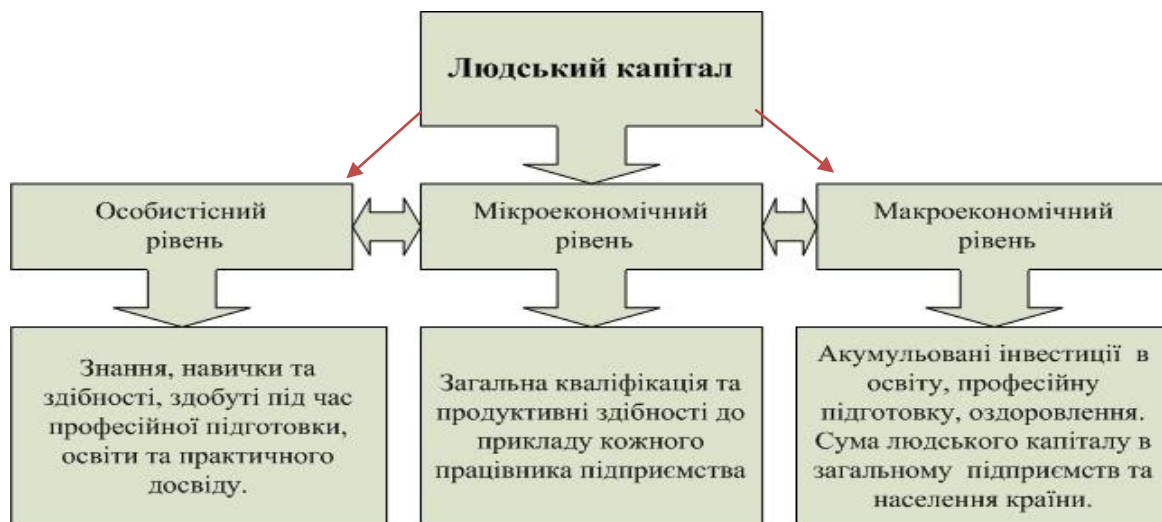 Людський капітал
Особистісний
рівень
Мікроекономічний
рівень
Макроекономічний
рівень
Знання, навички та
здібності, здобуті під час
професійної підготовки,
освіти та практичного
досвіду.
Загальна кваліфікація та
продуктивні здібності до
прикладу кожного
працівника підприємства
Акумульовані інвестиції в
освіту, професійну
підготовку, оздоровлення.
Сума людського капіталу в
загальному підприємств та
населення країни.